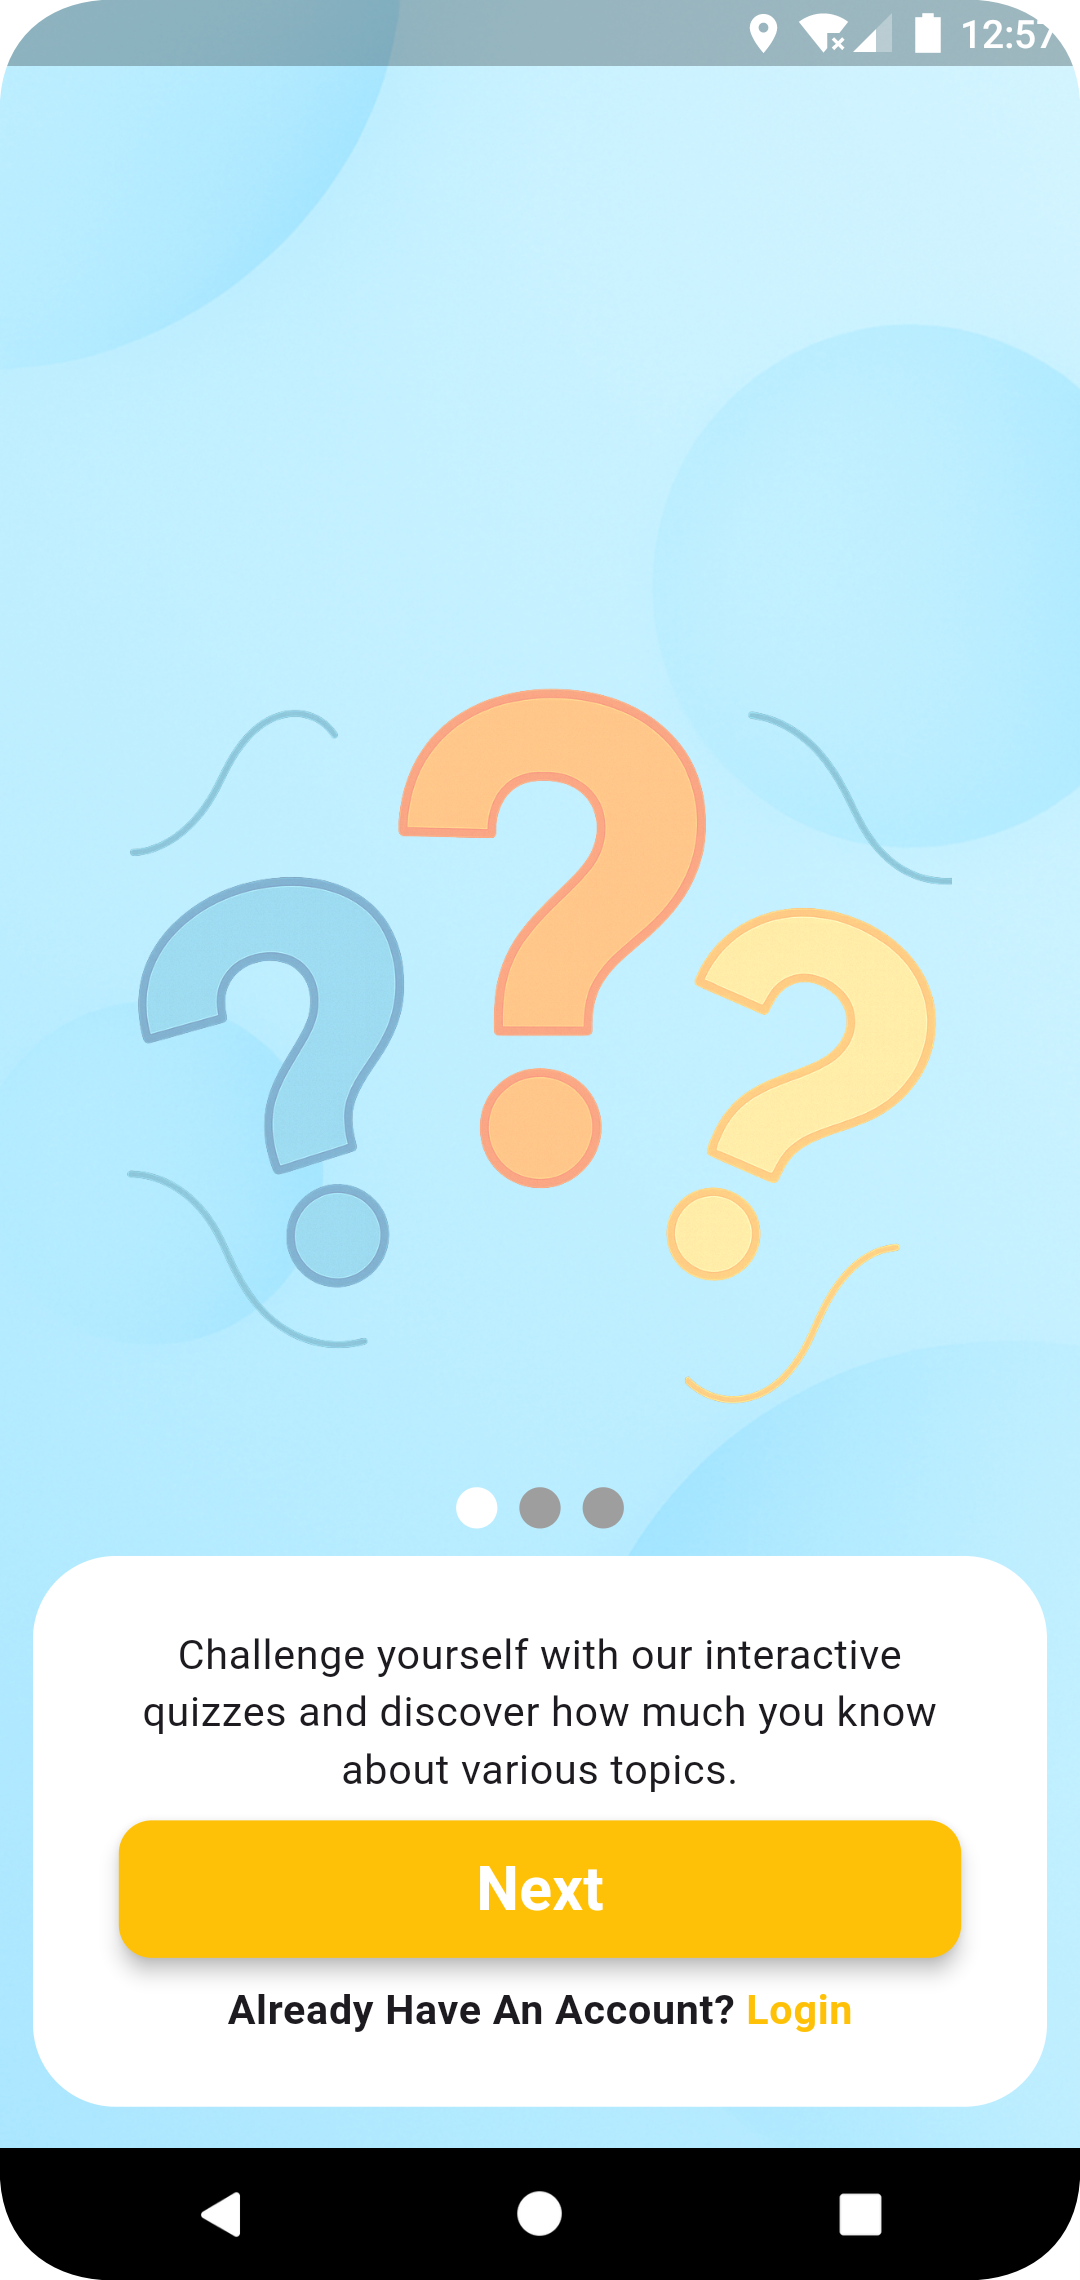 12:57
Challenge yourself with our interactive
quizzes and discover how much you know
about various topics.
Next
Already Have An Account? Login